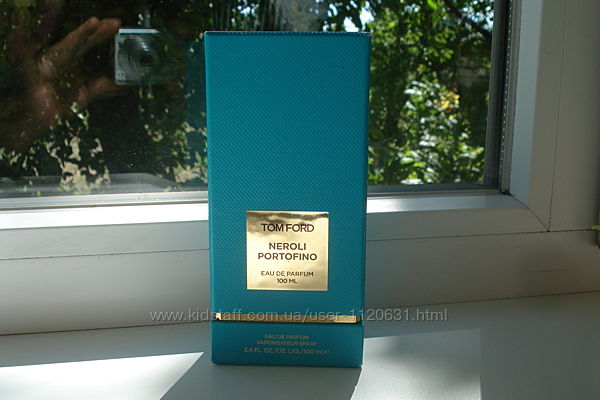 TOM FORD
NEROLI
PORTOFINO
EAU DE PARFUM
100 ML
www.kidstaff.com.ua/user-1120631.html
EAU DE PARFUM
VAPORISATEUR SPRAY
3.4 FL.OZ./OZ. LIQ./100 ml ℮